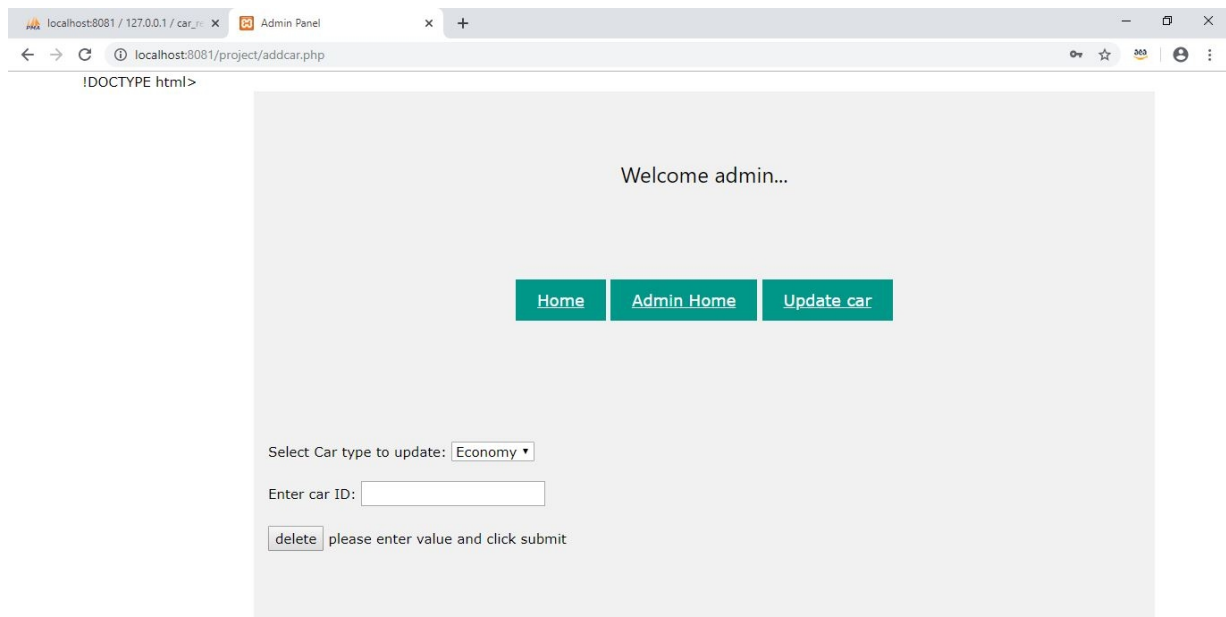 localhost:8081 / 127.0.0.1 / car_re
Admin Panel
localhost:8081/project/addcar.php
!DOCTYPE html>
Welcome admin...
Home Admin Home Update car
Select Car type to update: Economy
Enter car ID:
delete please enter value and click submit